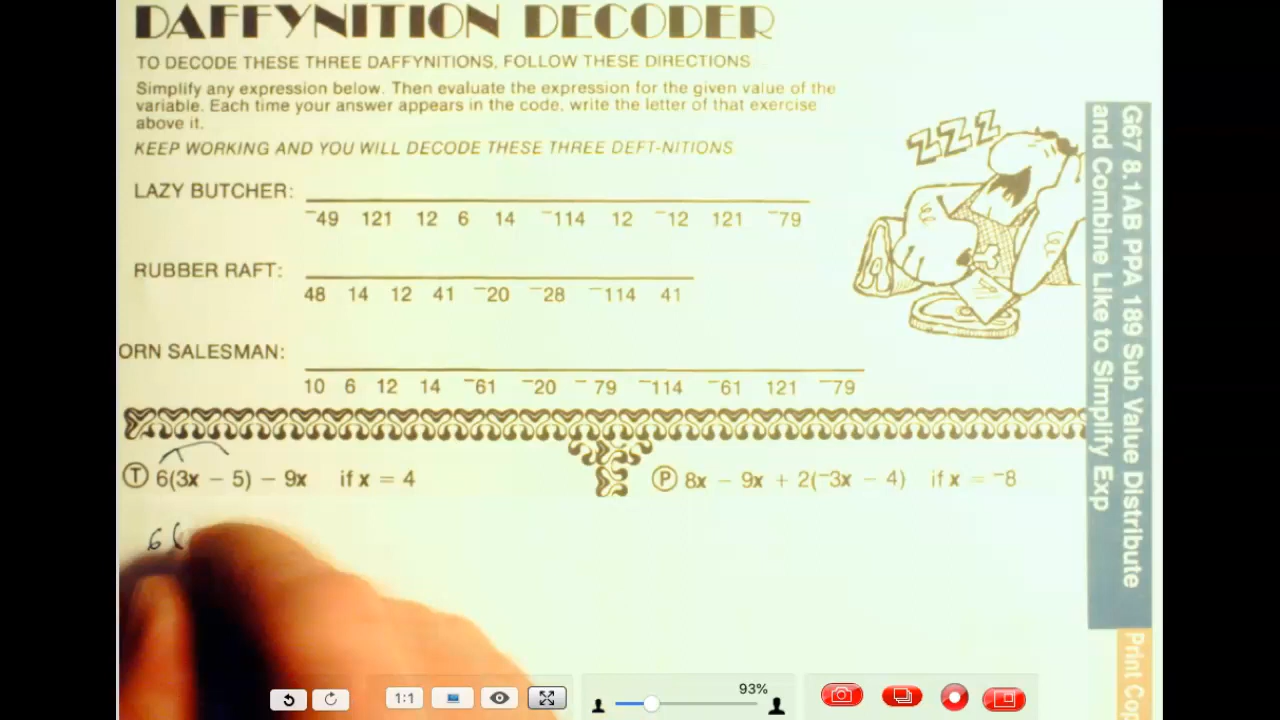 DAFFYNITION DECODER
TO DECODE THESE THREE DAFFYNITIONS, FOLLOW THESE DIRECTIONS
Simplify any expression below. Then evaluate the expression for the given value of the
variable. Each time your answer appears in the code, write the letter of that exercise
above it.
KEEP WORKING AND YOU WILL DECODE THESE THREE DEFT-NITIONS
ZZZ
LAZY BUTCHER:
⁻49 121 12 6 14 ⁻114 12 ⁻12 121 ⁻79
RUBBER RAFT:
48 14 12 41 ⁻20 ⁻28 ⁻114 41
ORN SALESMAN:
10 6 12 14 ⁻61 ⁻20 ⁻79 ⁻114 ⁻61 121 ⁻79
Ⓣ 6(3x − 5) − 9x if x = 4
Ⓟ 8x − 9x + 2(⁻3x − 4) if x = ⁻8
6(
G67 8.1AB PPA 189 Sub Value Distribute
and Combine Like to Simplify Exp
Print Cop
1:1
93%